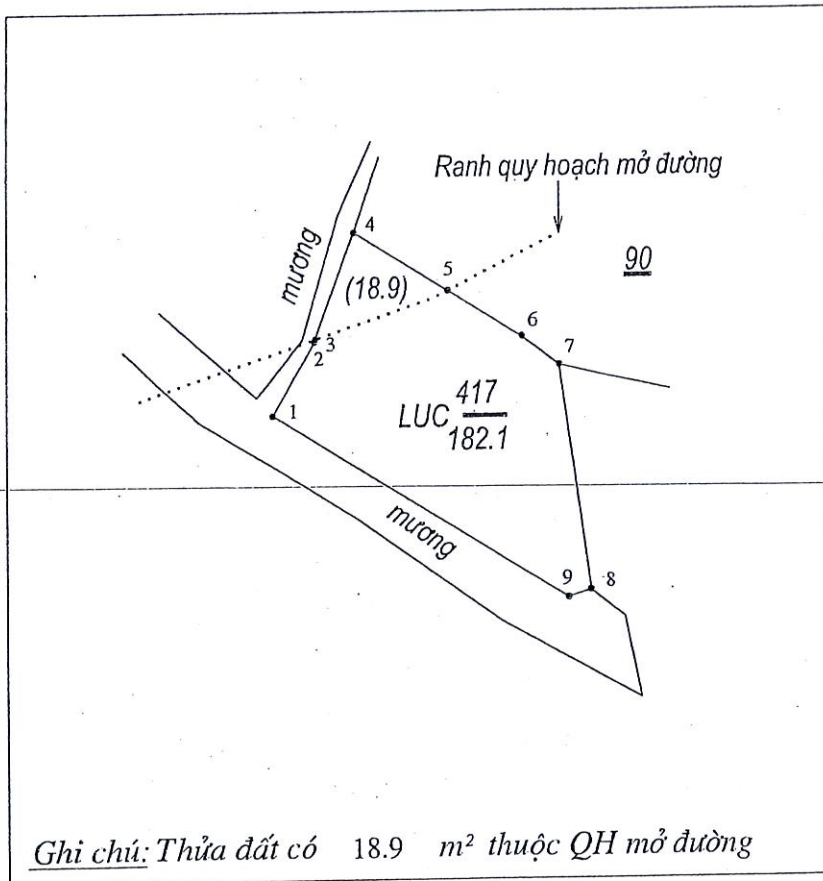 Ranh quy hoạch mở đường
4
mương
5
90
(18.9)
6
3
2
7
417
LUC
182.1
1
mương
9
8
Ghi chú: Thửa đất có 18.9 m² thuộc QH mở đường